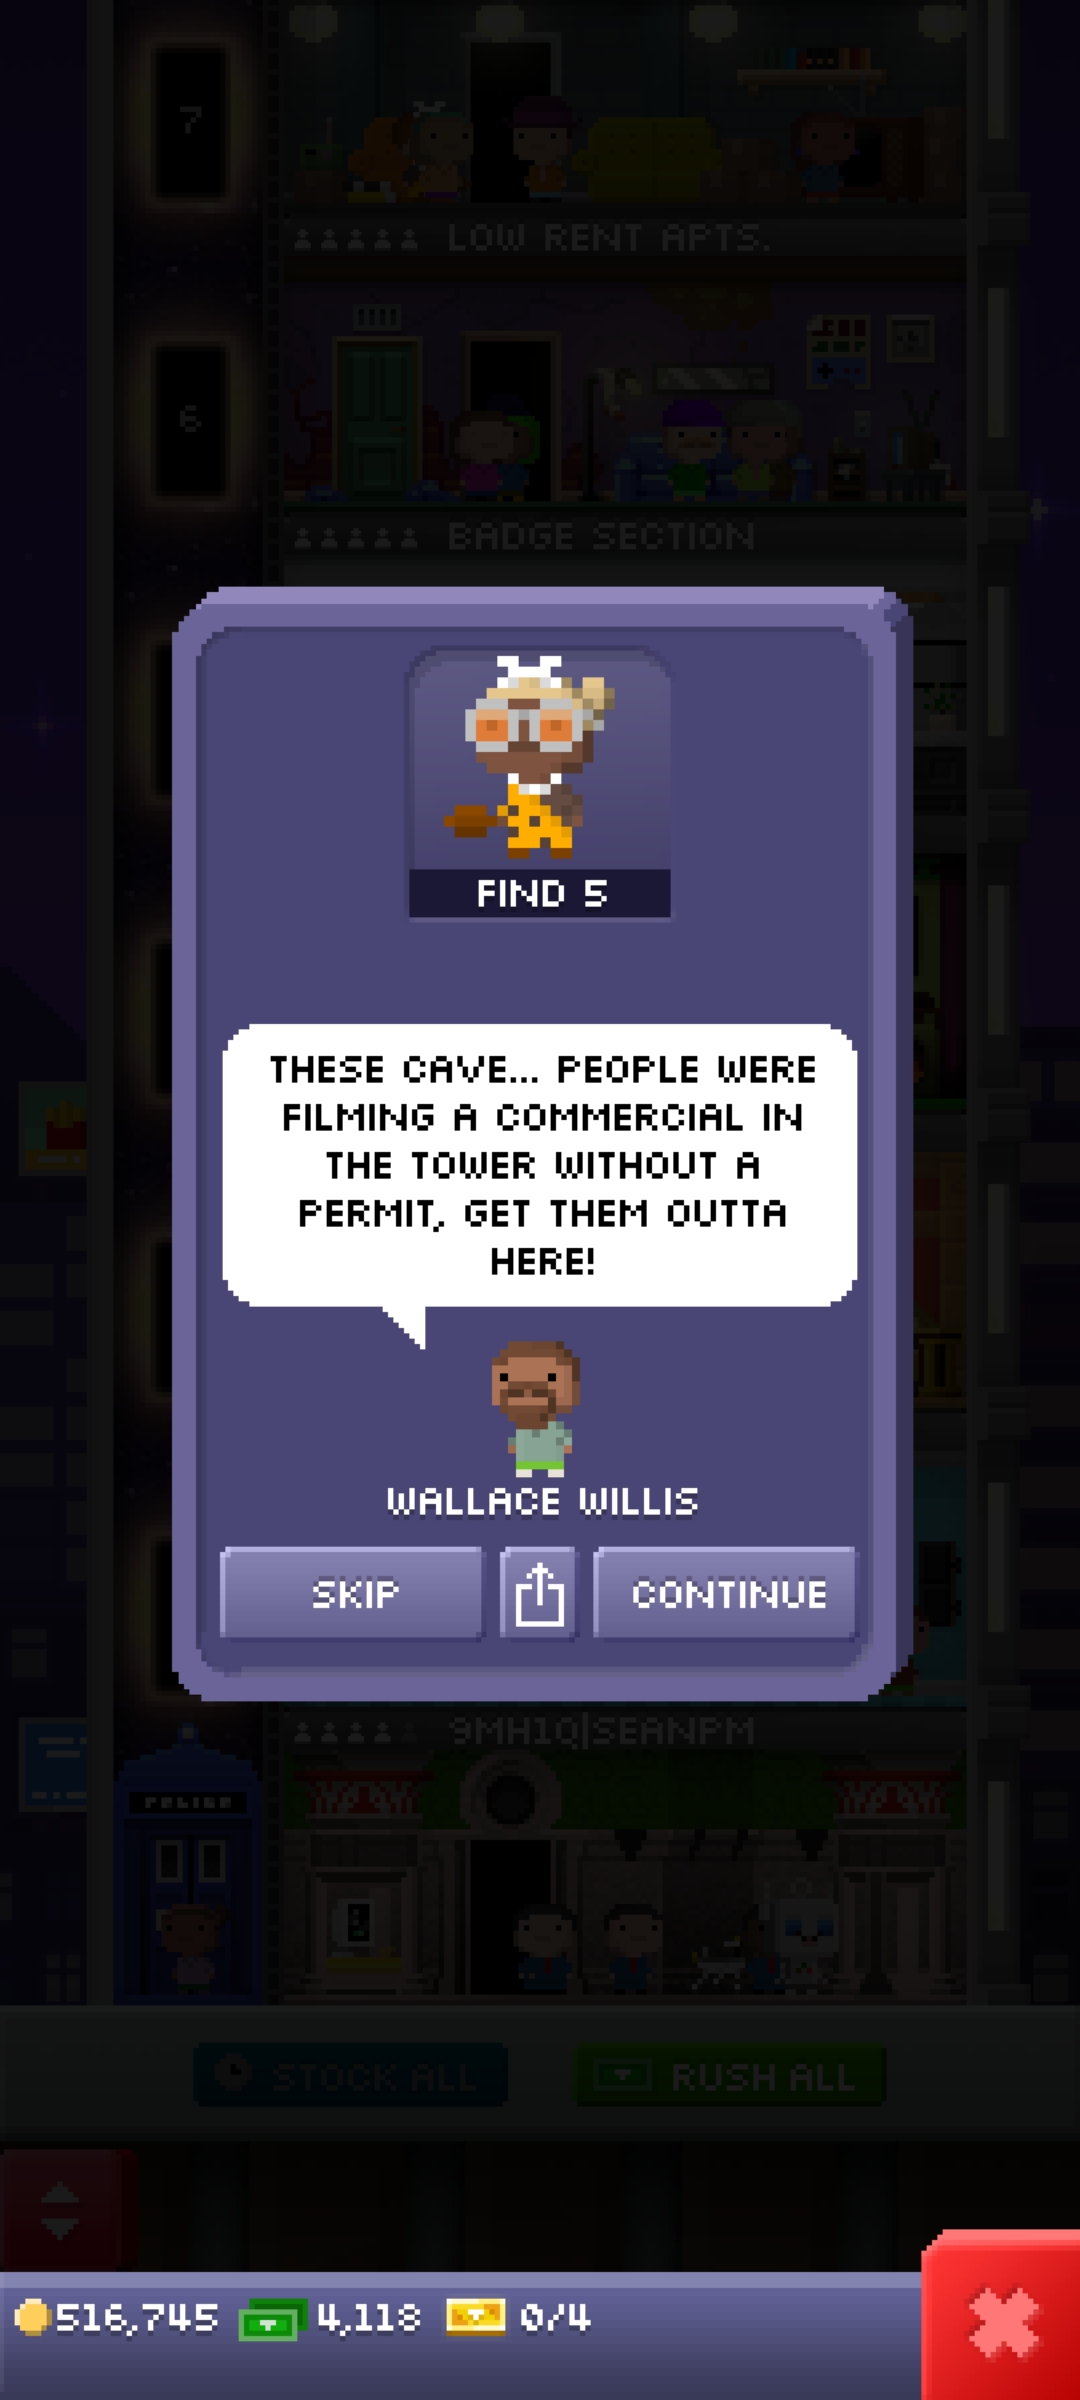 7
LOW RENT APTS.
6
BADGE SECTION
FIND 5
THESE CAVE... PEOPLE WERE
FILMING A COMMERCIAL IN
THE TOWER WITHOUT A
PERMIT, GET THEM OUTTA
HERE!
WALLACE WILLIS
SKIP
CONTINUE
9MH1Q|SEANPM
POLICE
STOCK ALL
RUSH ALL
516,745
4,118
0/4